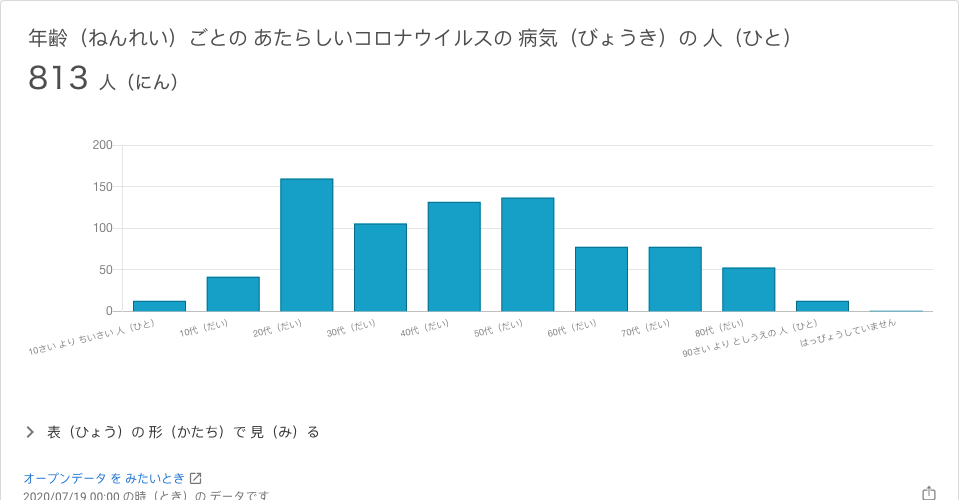 年齢（ねんれい）ごとの あたらしいコロナウイルスの 病気（びょうき）の 人（ひと）
813 人（にん）
200
150
100
50
0
10さい より ちいさい 人（ひと）
10代（だい）
20代（だい）
30代（だい）
40代（だい）
50代（だい）
60代（だい）
70代（だい）
80代（だい）
90さい より としうえの 人（ひと）
はっぴょうしていません
表（ひょう）の 形（かたち）で 見（み）る
オープンデータ を みたいとき
2020/07/19 00:00 の時（とき）の データです